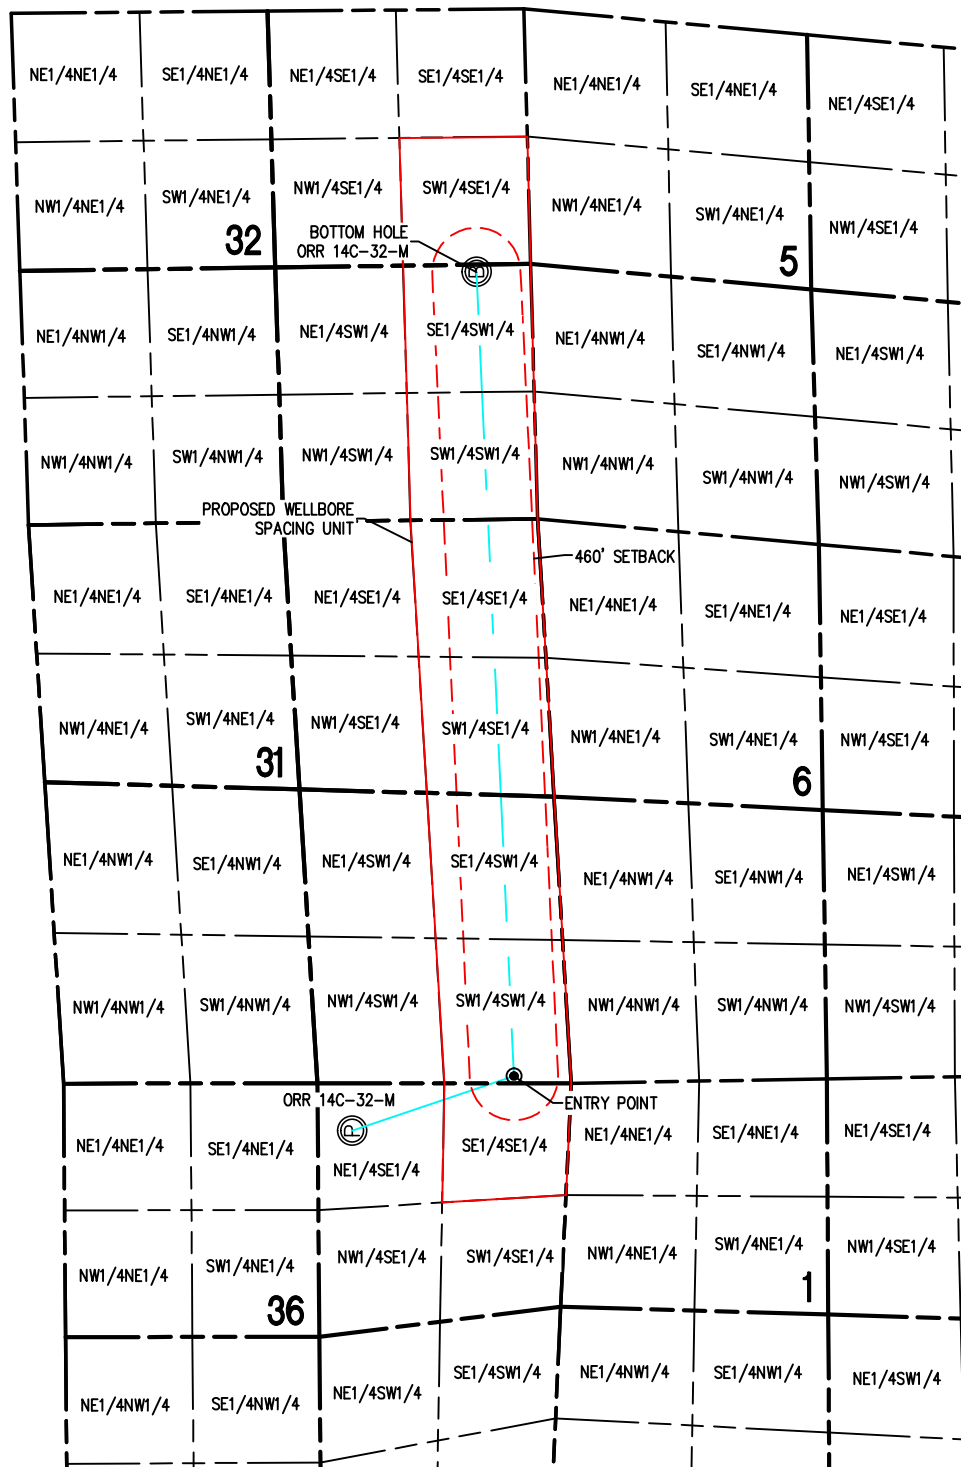 NE1/4NE1/4
SE1/4NE1/4
NE1/4SE1/4
SE1/4SE1/4
NE1/4NE1/4
SE1/4NE1/4
NE1/4SE1/4
NW1/4NE1/4
SW1/4NE1/4
NW1/4SE1/4
SW1/4SE1/4
NW1/4NE1/4
SW1/4NE1/4
NW1/4SE1/4
32
BOTTOM HOLE
ORR 14C-32-M
5
NE1/4NW1/4
SE1/4NW1/4
NE1/4SW1/4
SE1/4SW1/4
NE1/4NW1/4
SE1/4NW1/4
NE1/4SW1/4
NW1/4NW1/4
SW1/4NW1/4
NW1/4SW1/4
SW1/4SW1/4
NW1/4NW1/4
SW1/4NW1/4
NW1/4SW1/4
PROPOSED WELLBORE
SPACING UNIT
460' SETBACK
NE1/4NE1/4
SE1/4NE1/4
NE1/4SE1/4
SE1/4SE1/4
NE1/4NE1/4
SE1/4NE1/4
NE1/4SE1/4
NW1/4NE1/4
SW1/4NE1/4
NW1/4SE1/4
SW1/4SE1/4
NW1/4NE1/4
SW1/4NE1/4
NW1/4SE1/4
31
6
NE1/4NW1/4
SE1/4NW1/4
NE1/4SW1/4
SE1/4SW1/4
NE1/4NW1/4
SE1/4NW1/4
NE1/4SW1/4
NW1/4NW1/4
SW1/4NW1/4
NW1/4SW1/4
SW1/4SW1/4
NW1/4NW1/4
SW1/4NW1/4
NW1/4SW1/4
ORR 14C-32-M
ENTRY POINT
NE1/4NE1/4
SE1/4NE1/4
NE1/4SE1/4
SE1/4SE1/4
NE1/4NE1/4
SE1/4NE1/4
NE1/4SE1/4
NW1/4NE1/4
SW1/4NE1/4
NW1/4SE1/4
SW1/4SE1/4
NW1/4NE1/4
SW1/4NE1/4
NW1/4SE1/4
36
1
NE1/4NW1/4
SE1/4NW1/4
NE1/4SW1/4
SE1/4SW1/4
NE1/4NW1/4
SE1/4NW1/4
NE1/4SW1/4